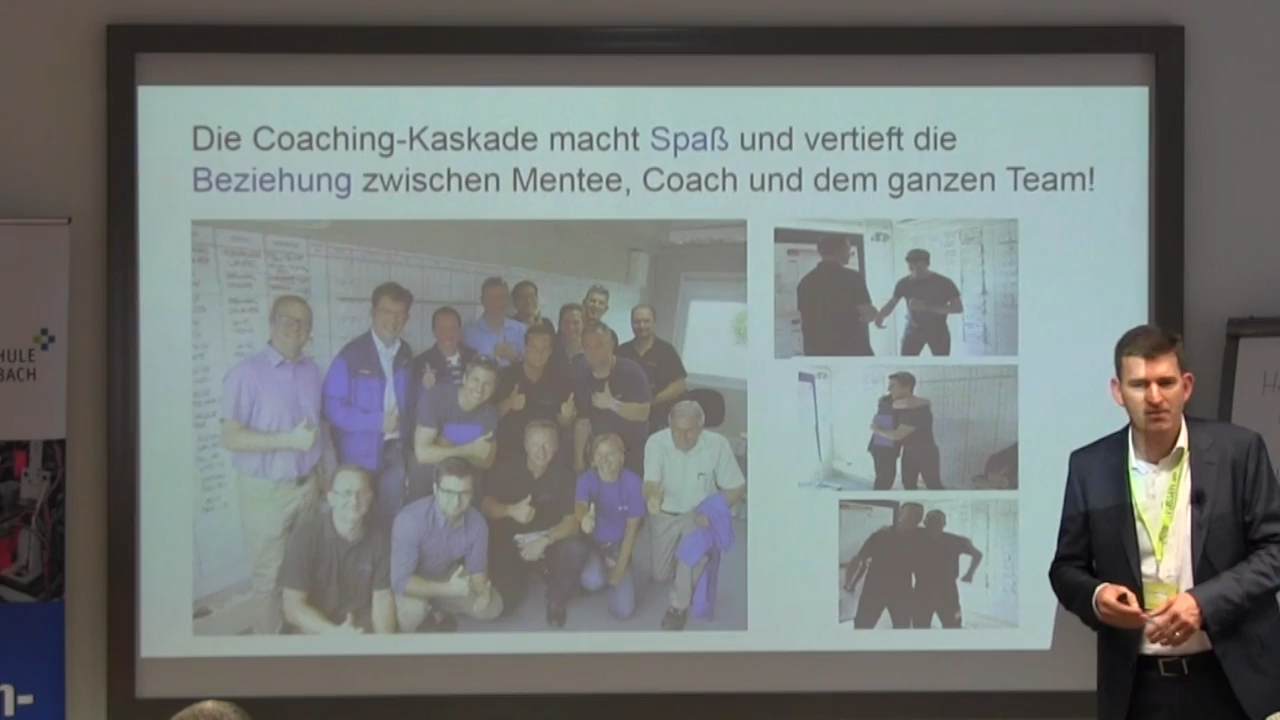 Die Coaching-Kaskade macht Spaß und vertieft die
Beziehung zwischen Mentee, Coach und dem ganzen Team!
HULE
BACH
n-
H